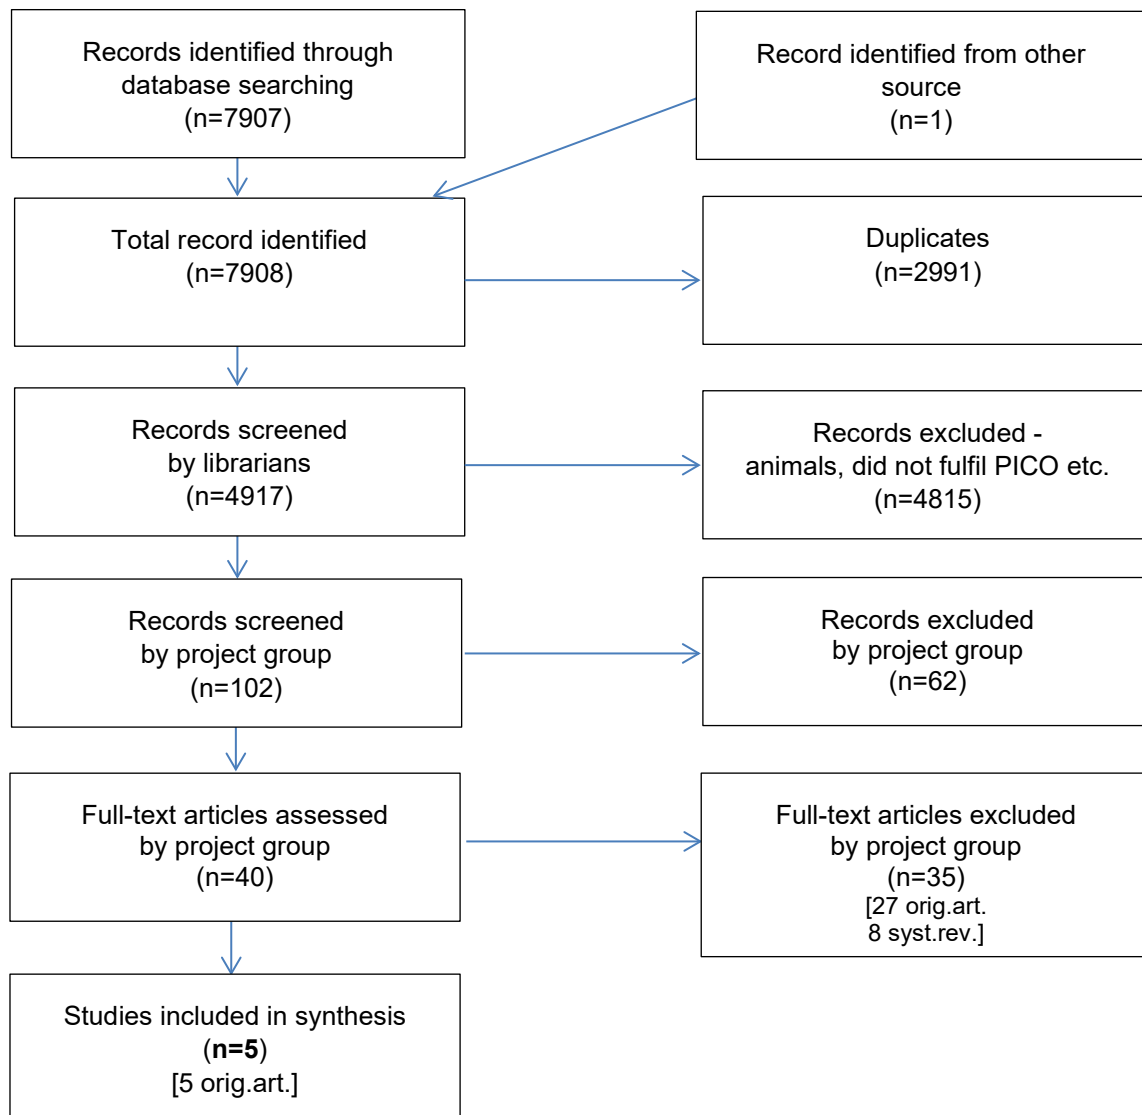 Records identified through
database searching
(n=7907)
Record identified from other
source
(n=1)
Total record identified
(n=7908)
Duplicates
(n=2991)
Records screened
by librarians
(n=4917)
Records excluded -
animals, did not fulfil PICO etc.
(n=4815)
Records screened
by project group
(n=102)
Records excluded
by project group
(n=62)
Full-text articles assessed
by project group
(n=40)
Full-text articles excluded
by project group
(n=35)
[27 orig.art.
8 syst.rev.]
Studies included in synthesis
(n=5)
[5 orig.art.]